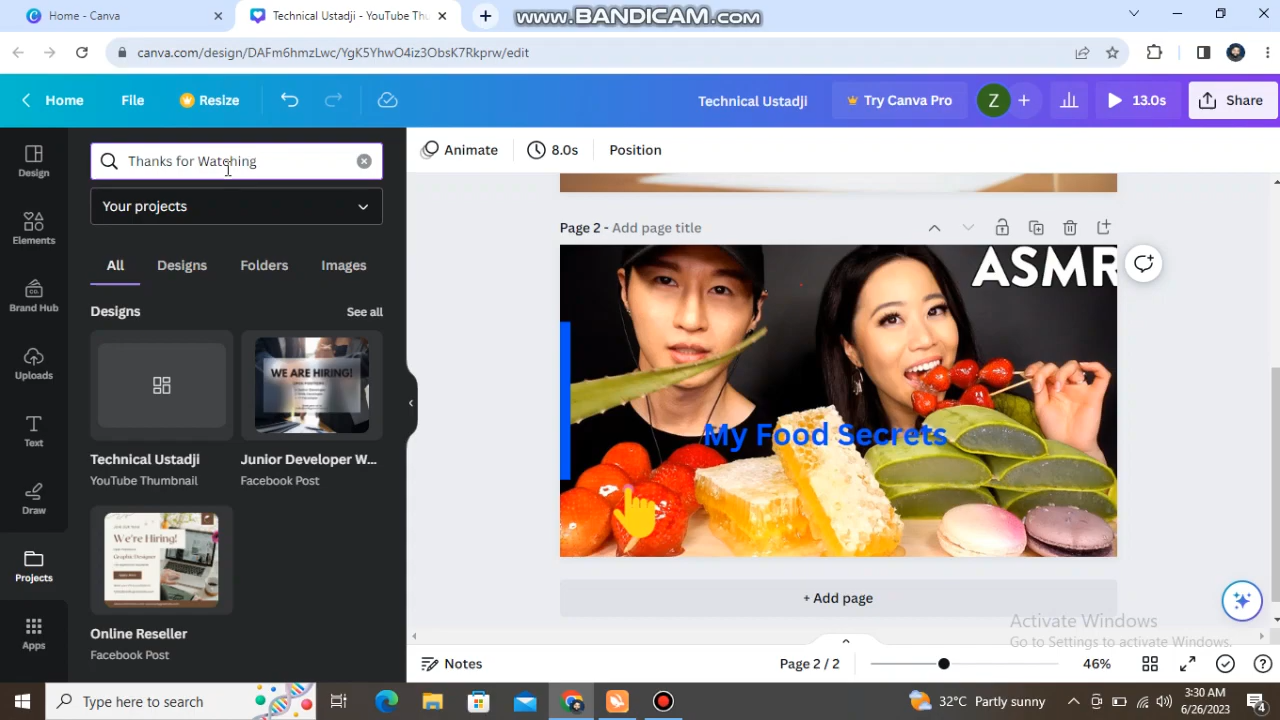 Home - Canva
Technical Ustadji - YouTube Thu
www.BANDICAM.com
canva.com/design/DAFm6hmzLwc/YgK5YhwO4iz3ObsK7Rkprw/edit
Home
File
Resize
Technical Ustadji
Try Canva Pro
Z
13.0s
Share
Design
Elements
Brand Hub
Uploads
Text
Draw
Projects
Apps
Thanks for Watching
Your projects
All
Designs
Folders
Images
Designs
See all
WE ARE HIRING!
Technical Ustadji
YouTube Thumbnail
Junior Developer W...
Facebook Post
We're Hiring!
Graphic Designer
Online Reseller
Facebook Post
Animate
8.0s
Position
Page 2 - Add page title
ASMR
My Food Secrets
+ Add page
Activate Windows
Go to Settings to activate Windows.
Notes
Page 2 / 2
46%
Type here to search
32°C Partly sunny
3:30 AM
6/26/2023
4